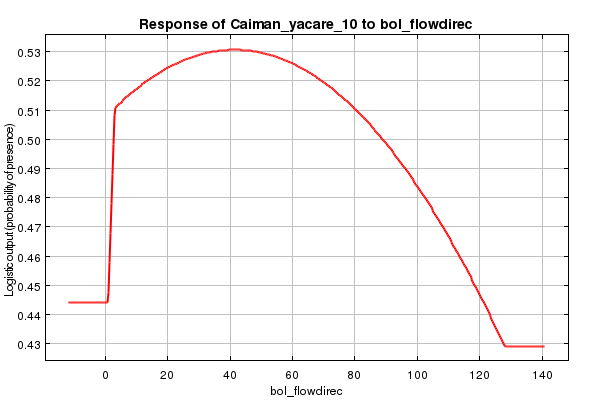 Response of Caiman_yacare_10 to bol_flowdirec
Logistic output (probability of presence)
0.53
0.52
0.51
0.50
0.49
0.48
0.47
0.46
0.45
0.44
0.43
0 20 40 60 80 100 120 140
bol_flowdirec